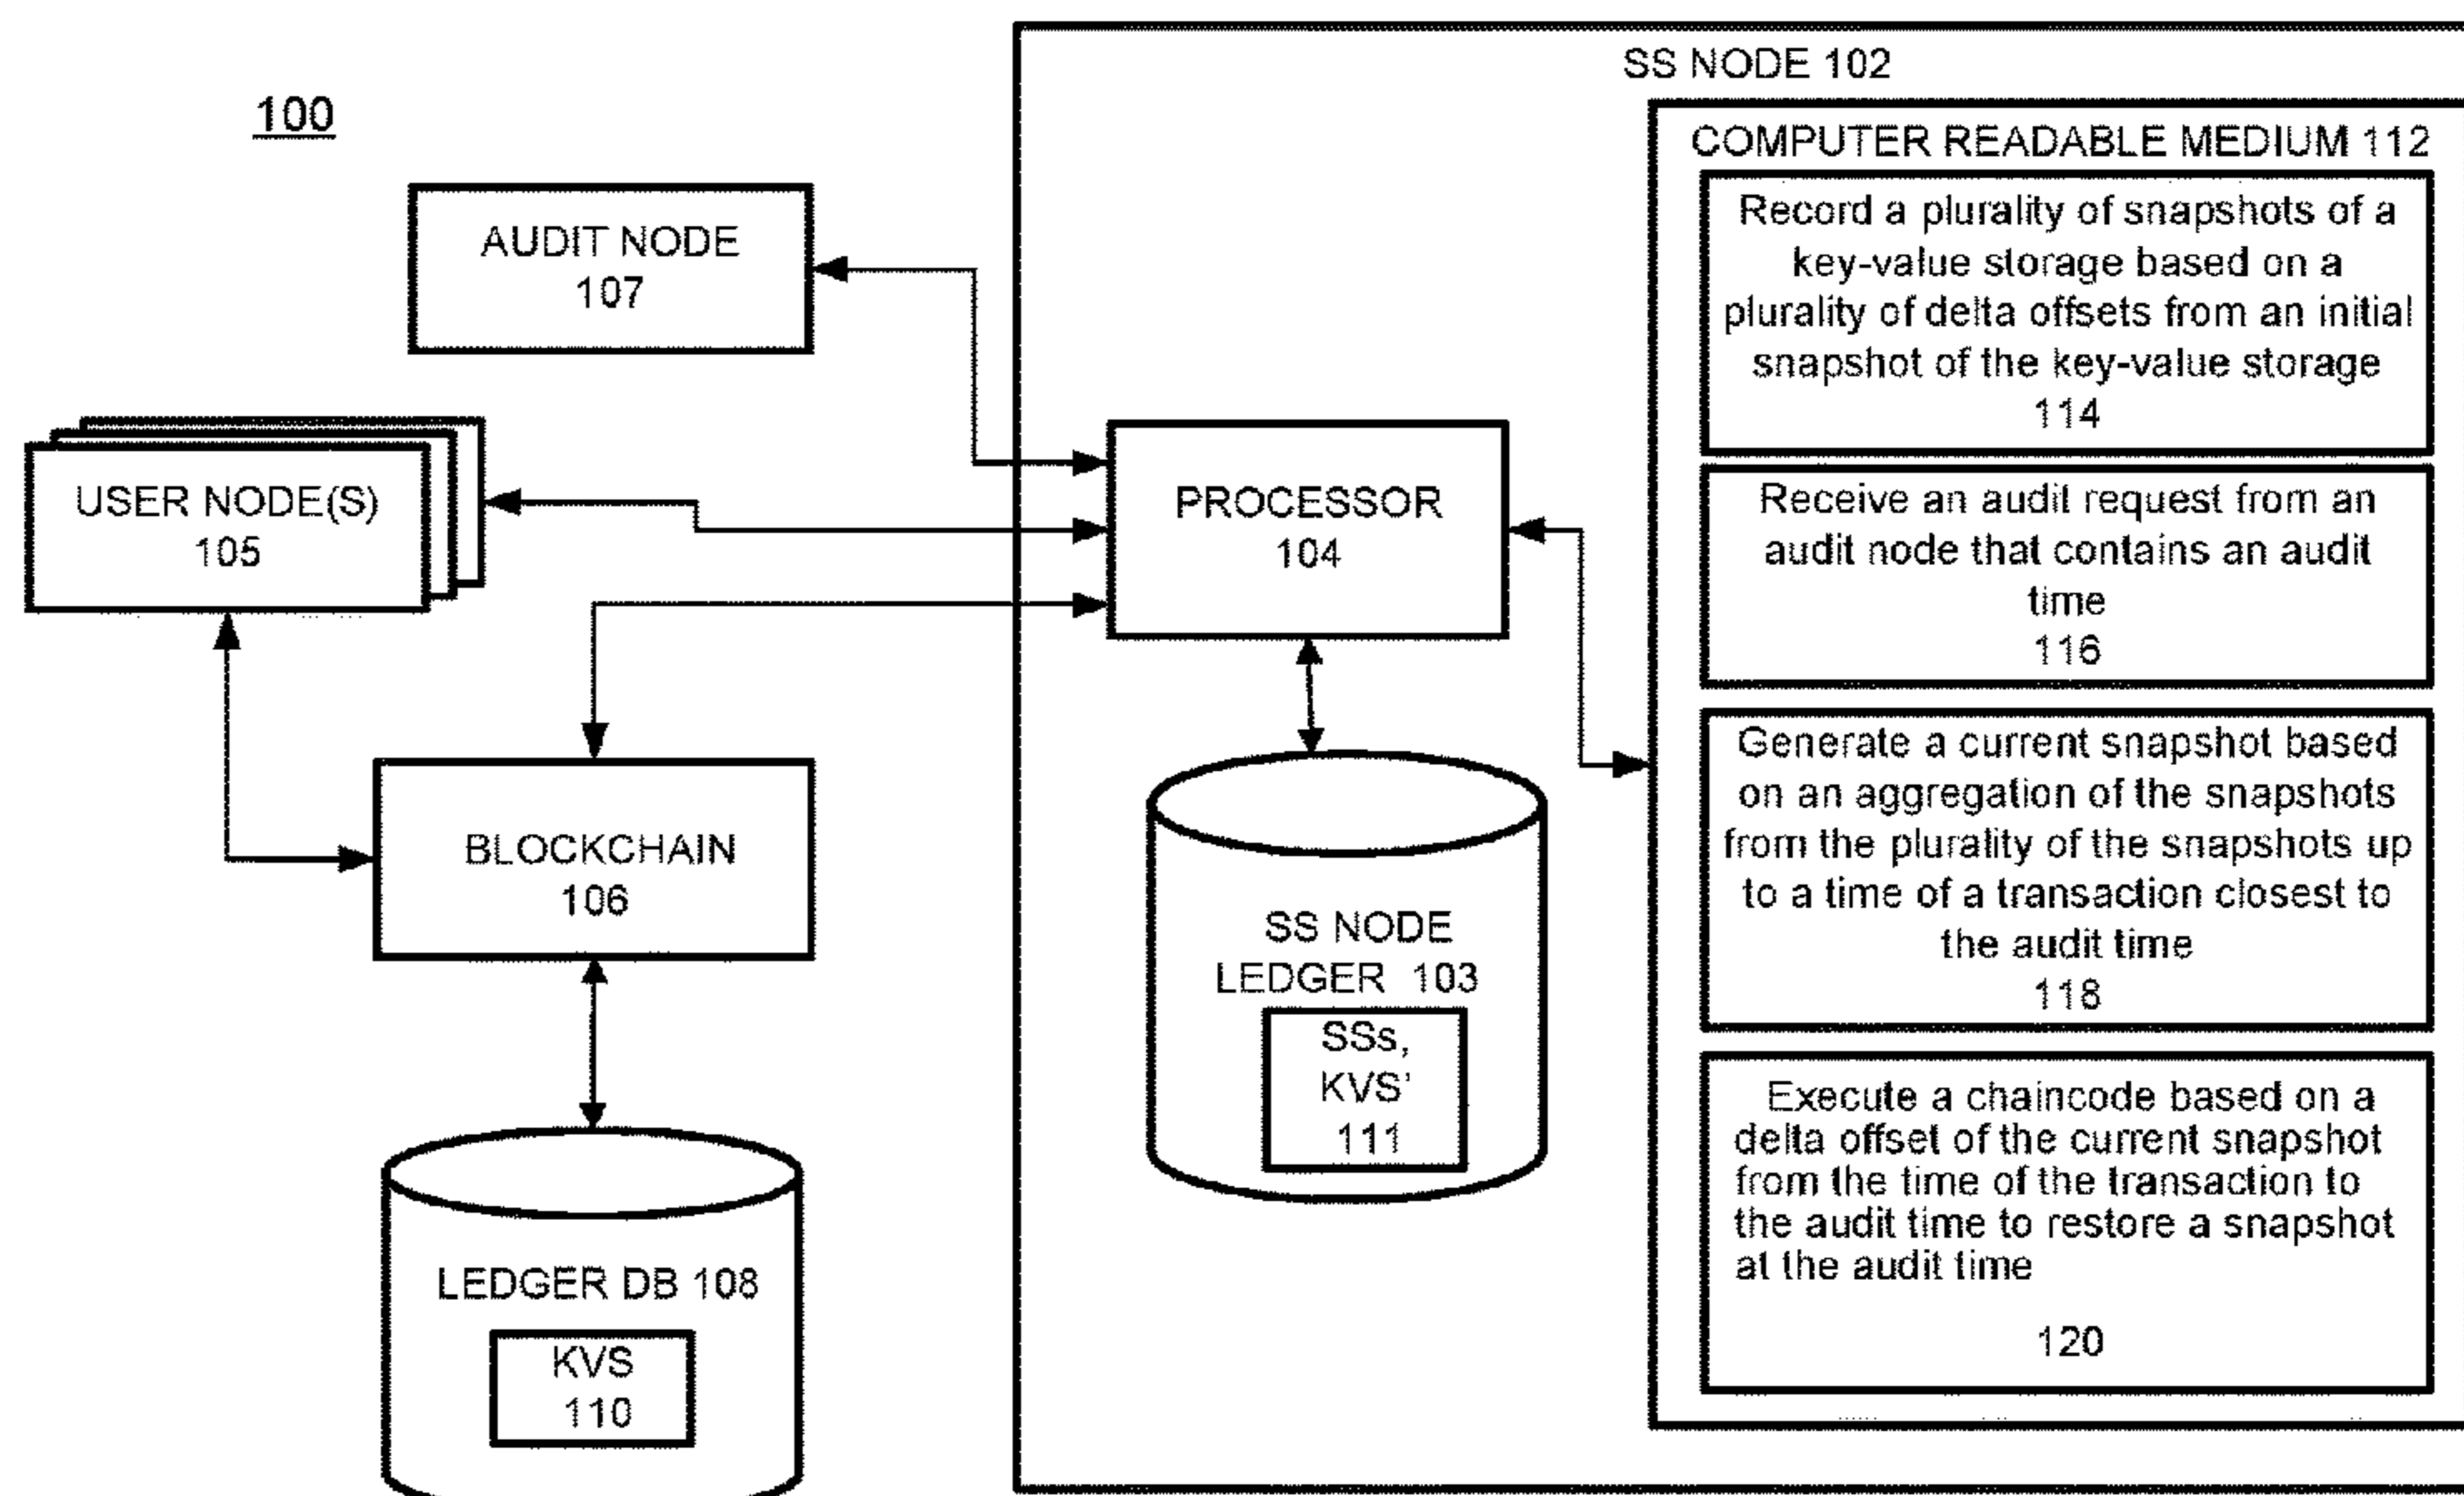 100
AUDIT NODE
107
USER NODE(S)
105
BLOCKCHAIN
106
LEDGER DB 108
KVS
110
SS NODE 102
PROCESSOR
104
SS NODE
LEDGER 103
SSs,
KVS'
111
COMPUTER READABLE MEDIUM 112
Record a plurality of snapshots of a
key-value storage based on a
plurality of delta offsets from an initial
snapshot of the key-value storage
114
Receive an audit request from an
audit node that contains an audit
time
116
Generate a current snapshot based
on an aggregation of the snapshots
from the plurality of the snapshots up
to a time of a transaction closest to
the audit time
118
Execute a chaincode based on a
delta offset of the current snapshot
from the time of the transaction to
the audit time to restore a snapshot
at the audit time
120